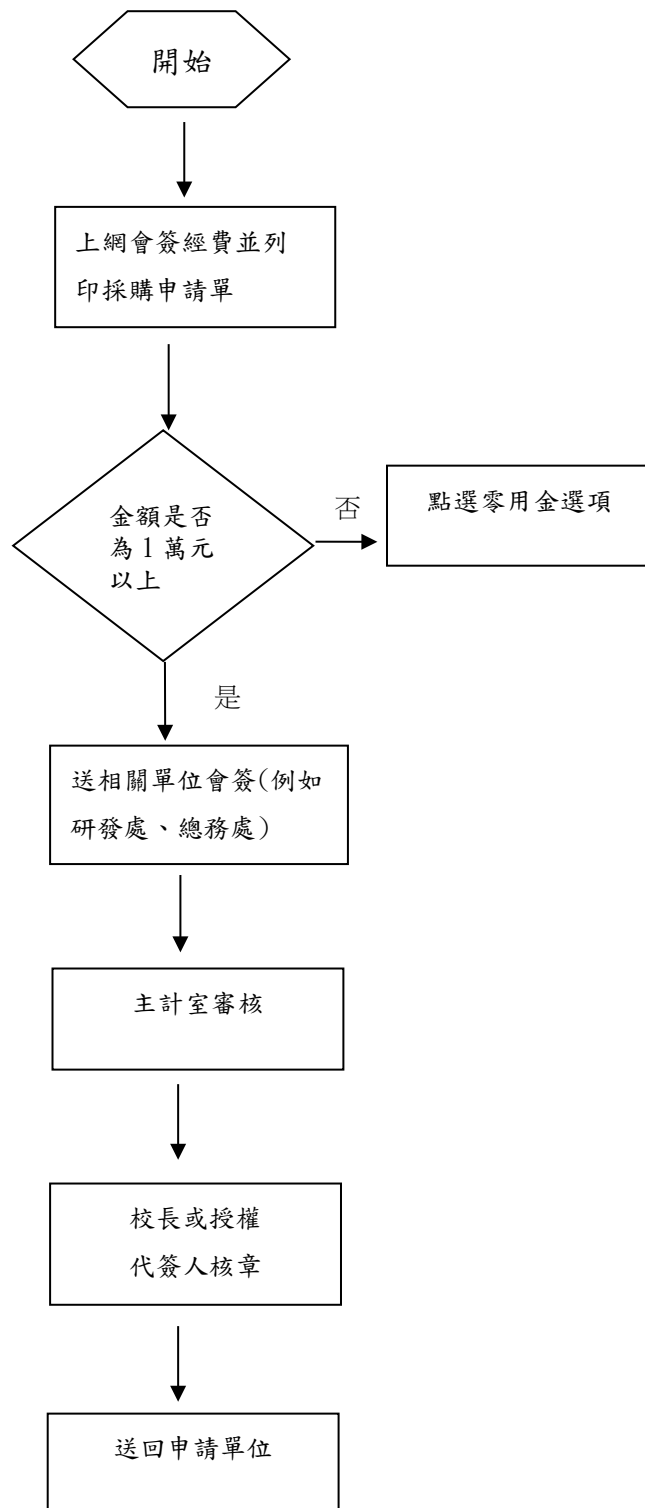 開始
上網會簽經費並列
印採購申請單
金額是否
為 1 萬元
以上
否
點選零用金選項
是
送相關單位會簽(例如
研發處、總務處)
主計室審核
校長或授權
代簽人核章
送回申請單位